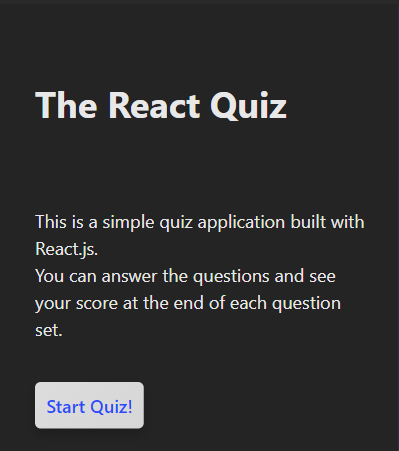 The React Quiz
This is a simple quiz application built with
React.js.
You can answer the questions and see
your score at the end of each question
set.
Start Quiz!